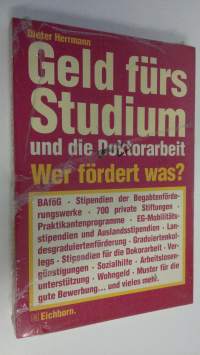 Dieter Herrmann
Geld fürs
Studium
und die Doktorarbeit
Wer fördert was?
BAföG · Stipendien der Begabtenförde-
rungswerke · 700 private Stiftungen ·
Praktikantenprogramme · EG-Mobilitäts-
stipendien und Auslandsstipendien · Lan-
desgraduiertenförderung · Graduiertenkol-
legs · Stipendien für die Dokorarbeit · Ver-
günstigungen · Sozialhilfe · Arbeitslosen-
unterstützung · Wohngeld · Muster für die
gute Bewerbung... und vieles mehr.
Eichborn.